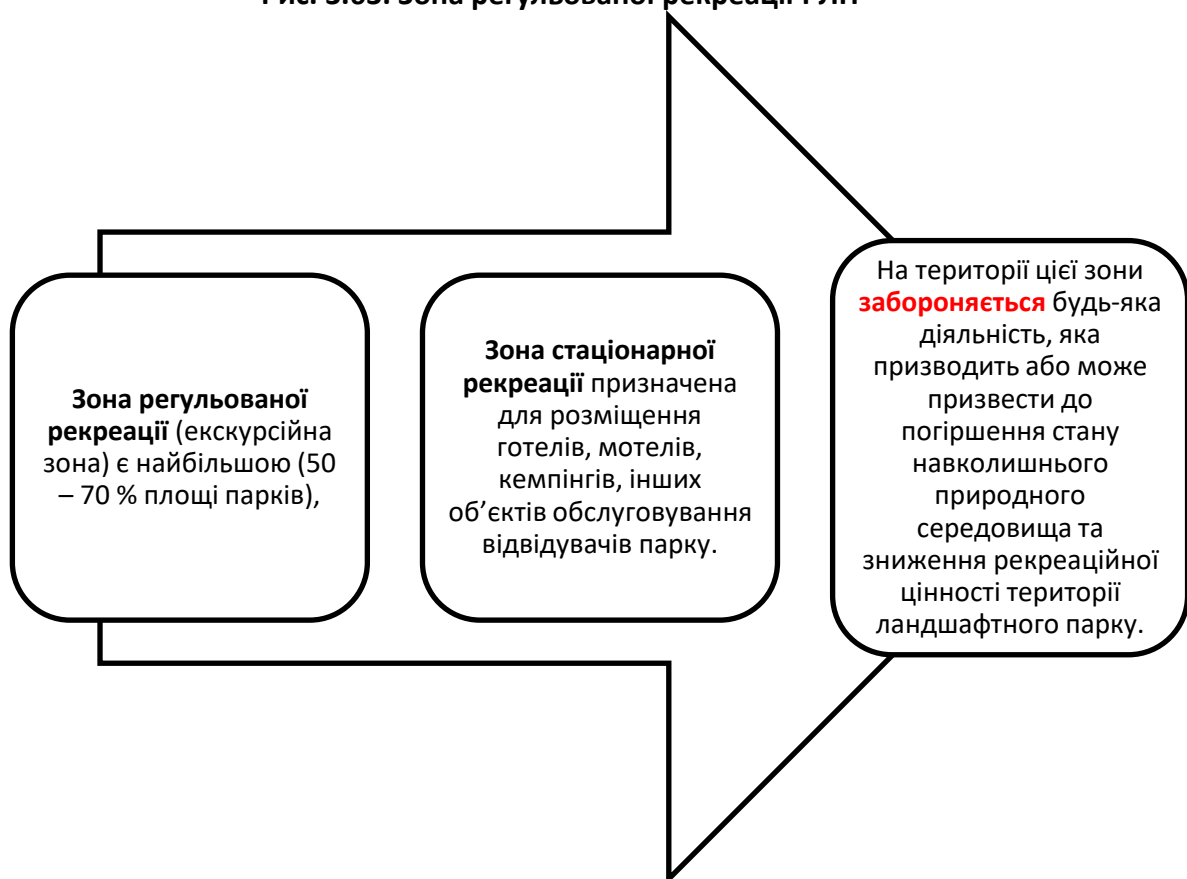 Зона регульованої
рекреації (екскурсійна
зона) є найбільшою (50
– 70 % площі парків),
Зона стаціонарної
рекреації призначена
для розміщення
готелів, мотелів,
кемпінгів, інших
об’єктів обслуговування
відвідувачів парку.
На території цієї зони
забороняється будь-яка
діяльність, яка
призводить або може
призвести до
погіршення стану
навколишнього
природного
середовища та
зниження рекреаційної
цінності території
ландшафтного парку.